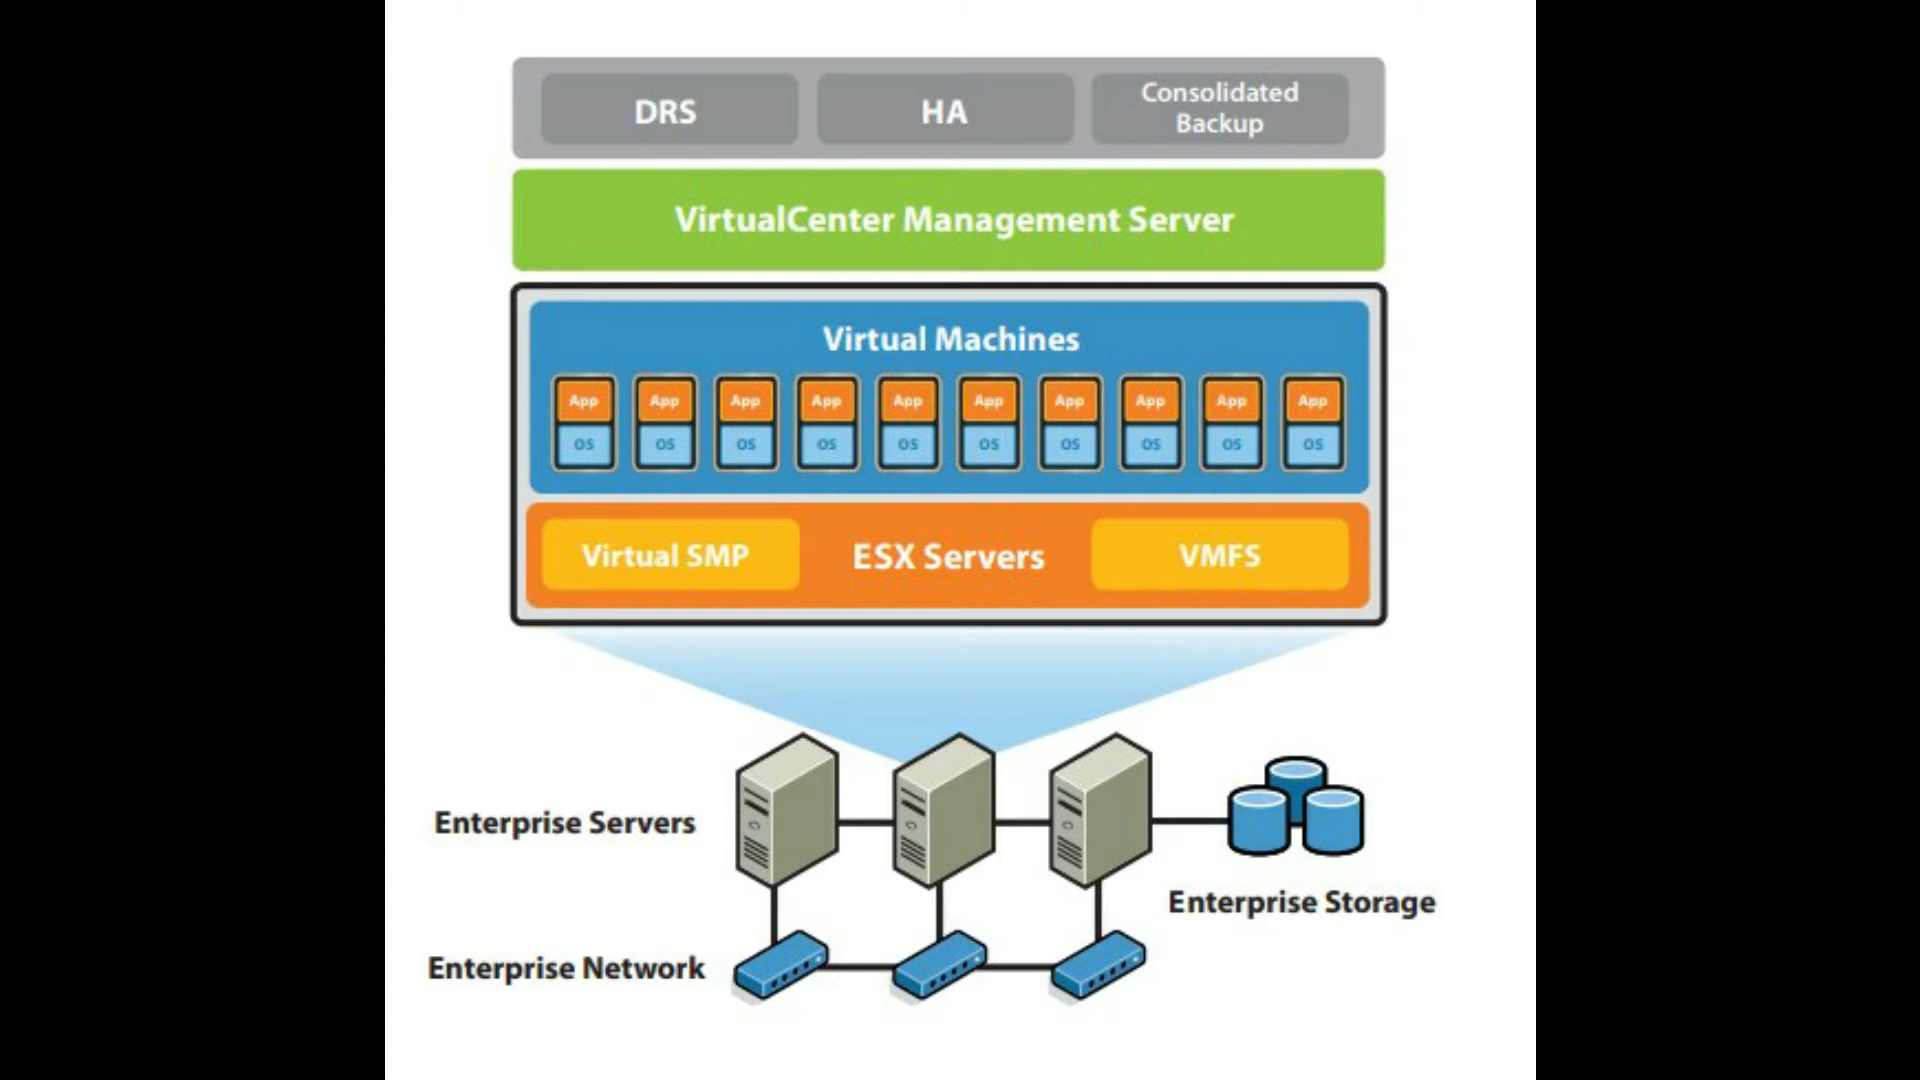 DRS
HA
Consolidated
Backup
VirtualCenter Management Server
Virtual Machines
App App App App App App App App App App
OS OS OS OS OS OS OS OS OS OS
Virtual SMP
ESX Servers
VMFS
Enterprise Servers
Enterprise Storage
Enterprise Network